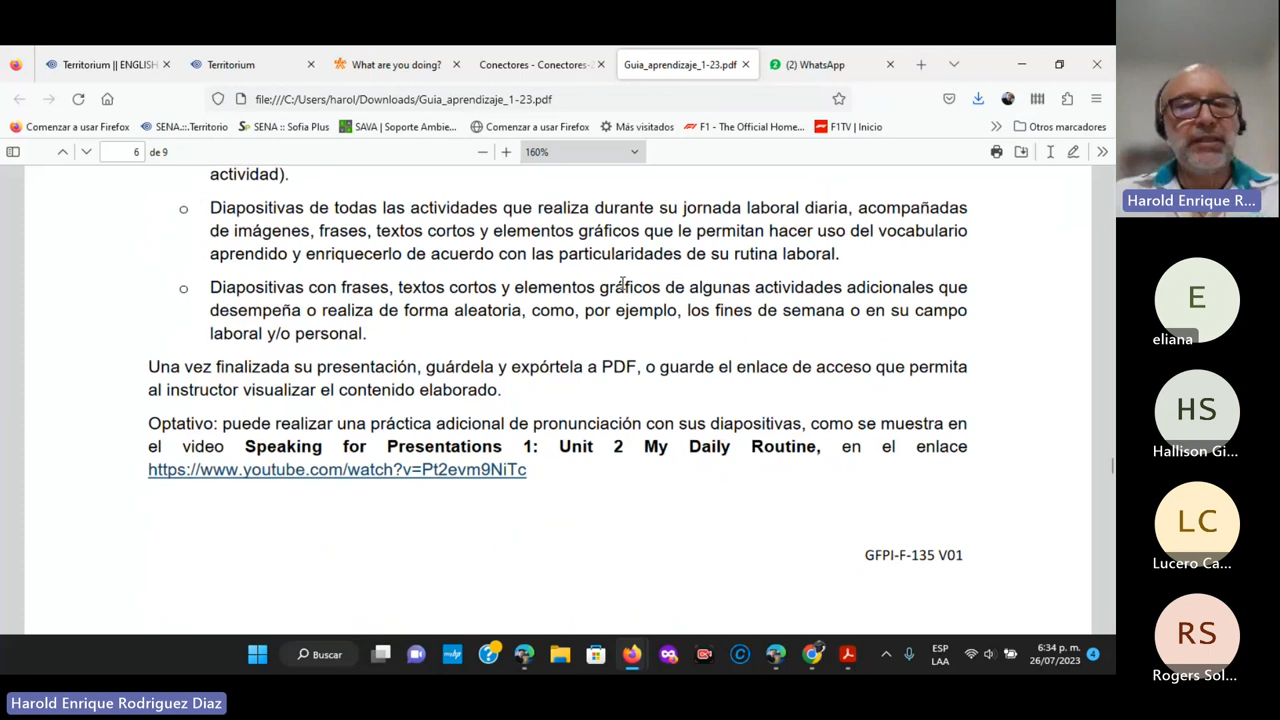 Territorium || ENGLISH
Territorium
What are you doing?
Conectores - Conectores-2
Guia_aprendizaje_1-23.pdf
(2) WhatsApp
file:///C:/Users/harol/Downloads/Guia_aprendizaje_1-23.pdf
Comenzar a usar Firefox
SENA.::.Territorio
SENA :: Sofia Plus
SAVA | Soporte Ambie...
Comenzar a usar Firefox
Más visitados
F1 - The Official Home...
F1TV | Inicio
Otros marcadores
6 de 9
160%
actividad).
o Diapositivas de todas las actividades que realiza durante su jornada laboral diaria, acompañadas
de imágenes, frases, textos cortos y elementos gráficos que le permitan hacer uso del vocabulario
aprendido y enriquecerlo de acuerdo con las particularidades de su rutina laboral.
o Diapositivas con frases, textos cortos y elementos gráficos de algunas actividades adicionales que
desempeña o realiza de forma aleatoria, como, por ejemplo, los fines de semana o en su campo
laboral y/o personal.
Una vez finalizada su presentación, guárdela y expórtela a PDF, o guarde el enlace de acceso que permita
al instructor visualizar el contenido elaborado.
Optativo: puede realizar una práctica adicional de pronunciación con sus diapositivas, como se muestra en
el video Speaking for Presentations 1: Unit 2 My Daily Routine, en el enlace
https://www.youtube.com/watch?v=Pt2evm9NiTc
GFPI-F-135 V01
Buscar
ESP
LAA
6:34 p. m.
26/07/2023
4
Harold Enrique Rodriguez Diaz
Harold Enrique R...
E
eliana
HS
Hallison Gi...
LC
Lucero Ca...
RS
Rogers Sol...